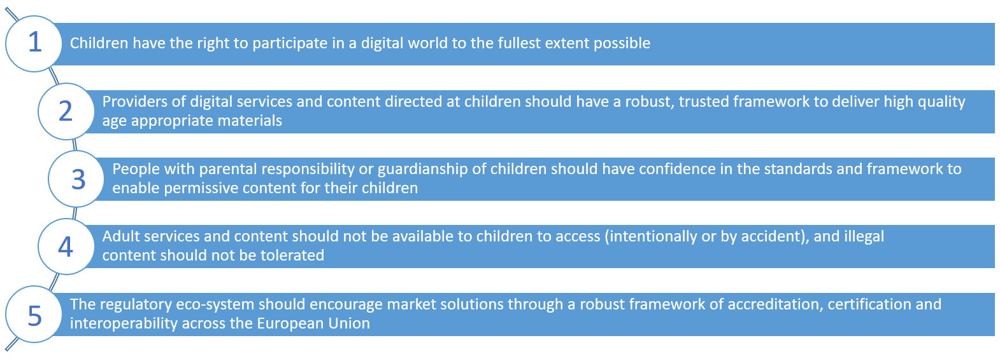 1
Children have the right to participate in a digital world to the fullest extent possible
2
Providers of digital services and content directed at children should have a robust, trusted framework to deliver high quality
age appropriate materials
3
People with parental responsibility or guardianship of children should have confidence in the standards and framework to
enable permissive content for their children
4
Adult services and content should not be available to children to access (intentionally or by accident), and illegal
content should not be tolerated
5
The regulatory eco-system should encourage market solutions through a robust framework of accreditation, certification and
interoperability across the European Union